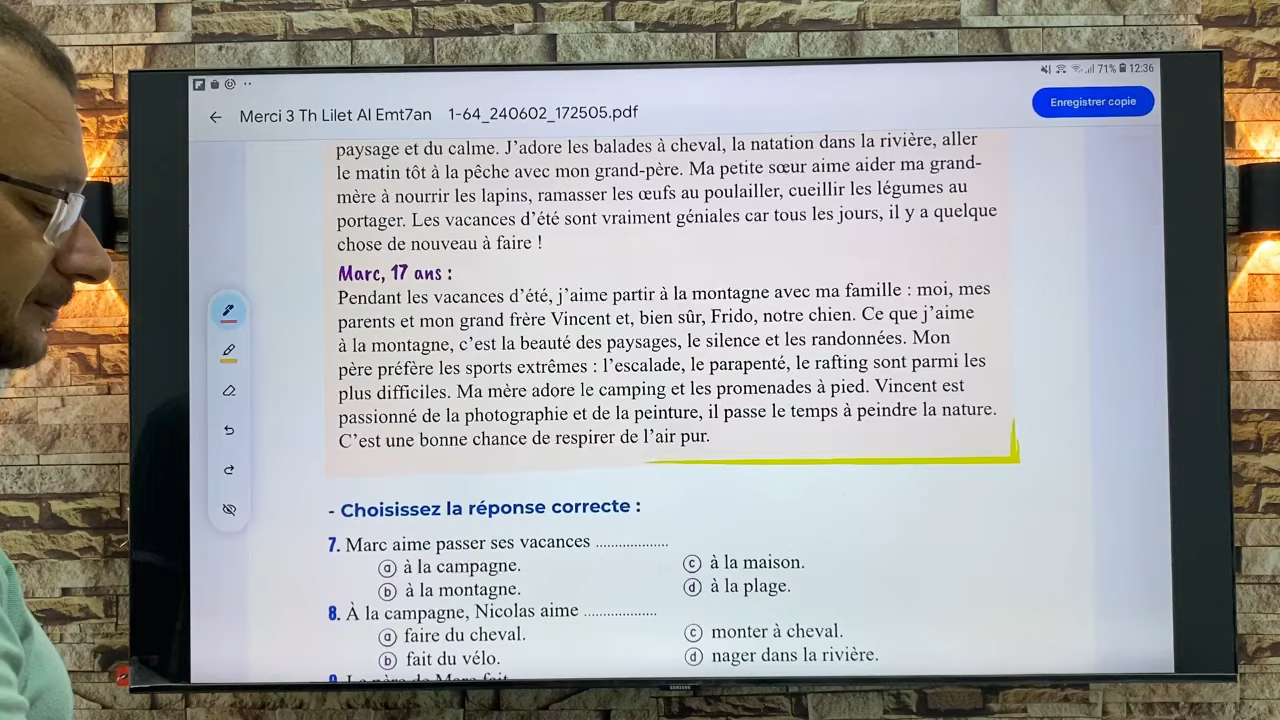 71% 12:36
Merci 3 Th Lilet Al Emt7an 1-64_240602_172505.pdf
Enregistrer copie
paysage et du calme. J'adore les balades à cheval, la natation dans la rivière, aller
le matin tôt à la pêche avec mon grand-père. Ma petite sœur aime aider ma grand-
mère à nourrir les lapins, ramasser les œufs au poulailler, cueillir les légumes au
portager. Les vacances d'été sont vraiment géniales car tous les jours, il y a quelque
chose de nouveau à faire !
Marc, 17 ans :
Pendant les vacances d'été, j'aime partir à la montagne avec ma famille : moi, mes
parents et mon grand frère Vincent et, bien sûr, Frido, notre chien. Ce que j'aime
à la montagne, c'est la beauté des paysages, le silence et les randonnées. Mon
père préfère les sports extrêmes : l'escalade, le parapenté, le rafting sont parmi les
plus difficiles. Ma mère adore le camping et les promenades à pied. Vincent est
passionné de la photographie et de la peinture, il passe le temps à peindre la nature.
C'est une bonne chance de respirer de l'air pur.
- Choisissez la réponse correcte :
7. Marc aime passer ses vacances ...................
ⓐ à la campagne.
ⓒ à la maison.
ⓑ à la montagne.
ⓓ à la plage.
8. À la campagne, Nicolas aime ...................
ⓐ faire du cheval.
ⓒ monter à cheval.
ⓑ fait du vélo.
ⓓ nager dans la rivière.
SAMSUNG